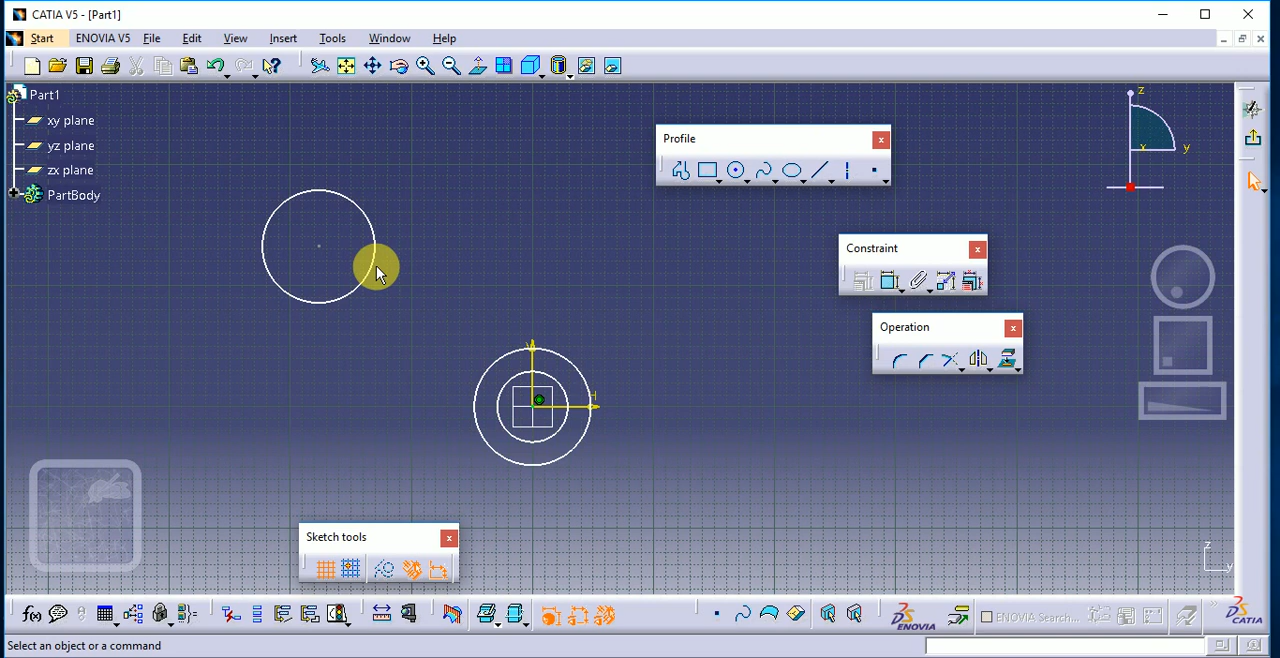 CATIA V5 - [Part1]
Start ENOVIA V5 File Edit View Insert Tools Window Help
Part1
xy plane
yz plane
zx plane
PartBody
Profile
z
x
y
Constraint
Operation
V
H
Sketch tools
z
y
f(x)
ENOVIA
ENOVIA Search...
CATIA
Select an object or a command